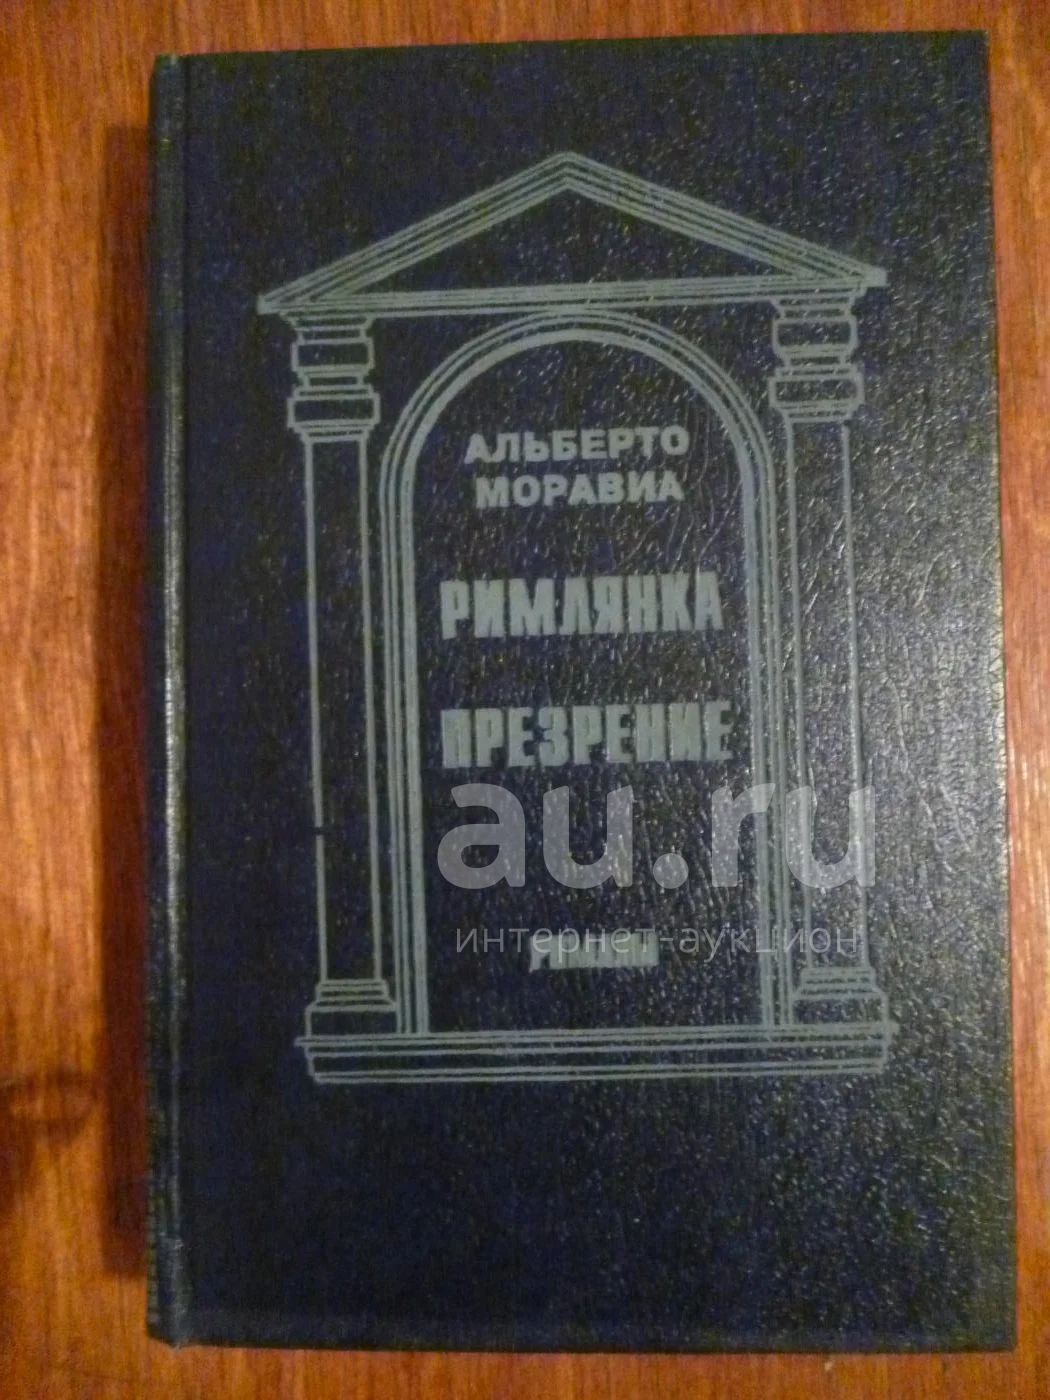 АЛЬБЕРТО
МОРАВИА
РИМЛЯНКА
ПРЕЗРЕНИЕ
au.ru
интернет-аукцион